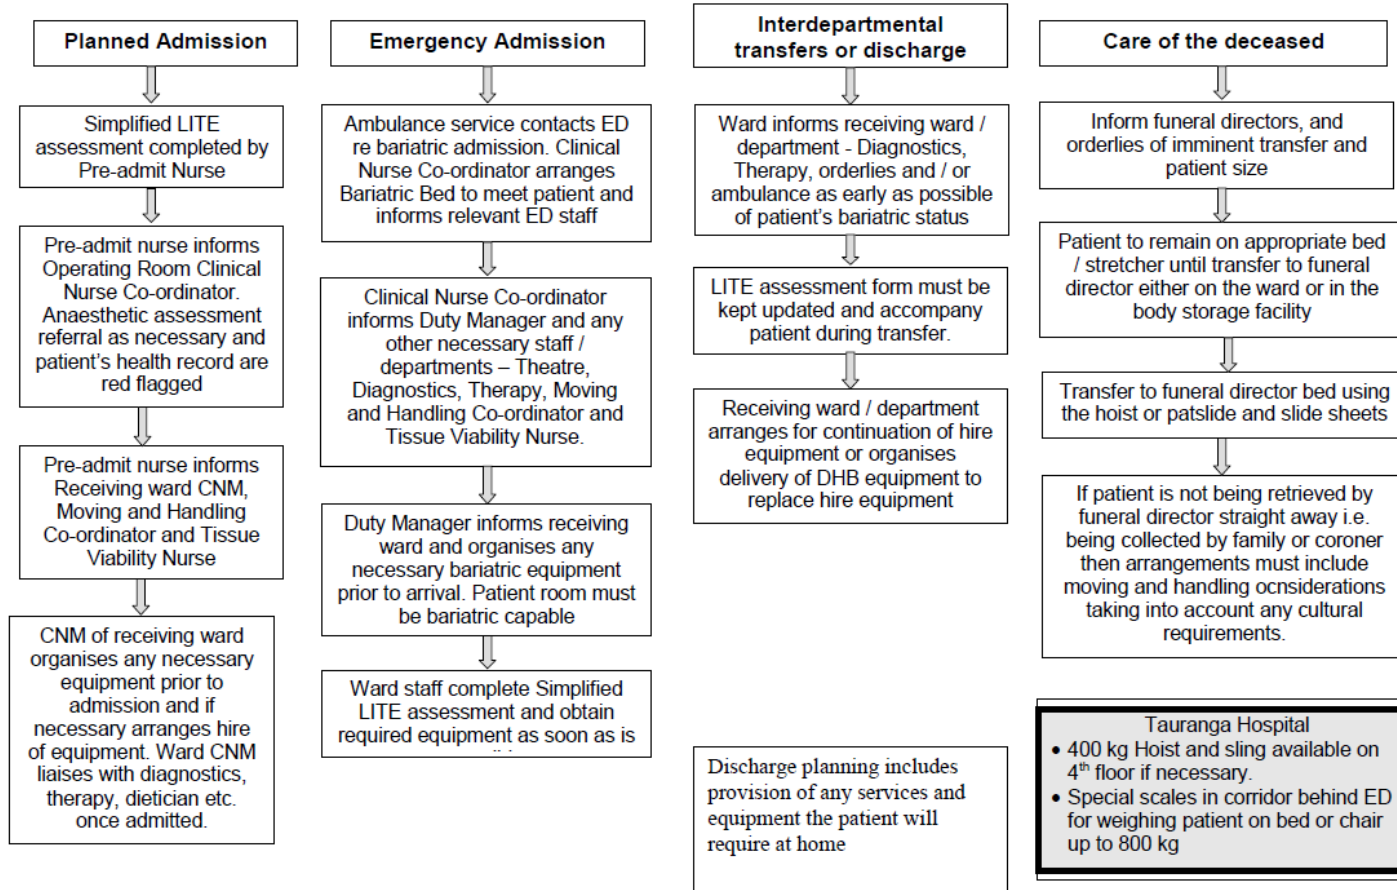 Planned Admission
Simplified LITE
assessment completed by
Pre-admit Nurse
Pre-admit nurse informs
Operating Room Clinical
Nurse Co-ordinator.
Anaesthetic assessment
referral as necessary and
patient's health record are
red flagged
Pre-admit nurse informs
Receiving ward CNM,
Moving and Handling
Co-ordinator and Tissue
Viability Nurse
CNM of receiving ward
organises any necessary
equipment prior to
admission and if
necessary arranges hire
of equipment. Ward CNM
liaises with diagnostics,
therapy, dietician etc.
once admitted.
Emergency Admission
Ambulance service contacts ED
re bariatric admission. Clinical
Nurse Co-ordinator arranges
Bariatric Bed to meet patient and
informs relevant ED staff
Clinical Nurse Co-ordinator
informs Duty Manager and any
other necessary staff /
departments – Theatre,
Diagnostics, Therapy, Moving
and Handling Co-ordinator and
Tissue Viability Nurse.
Duty Manager informs receiving
ward and organises any
necessary bariatric equipment
prior to arrival. Patient room must
be bariatric capable
Ward staff complete Simplified
LITE assessment and obtain
required equipment as soon as is
Interdepartmental
transfers or discharge
Ward informs receiving ward /
department - Diagnostics,
Therapy, orderlies and / or
ambulance as early as possible
of patient's bariatric status
LITE assessment form must be
kept updated and accompany
patient during transfer.
Receiving ward / department
arranges for continuation of hire
equipment or organises
delivery of DHB equipment to
replace hire equipment
Discharge planning includes
provision of any services and
equipment the patient will
require at home
Care of the deceased
Inform funeral directors, and
orderlies of imminent transfer and
patient size
Patient to remain on appropriate bed
/ stretcher until transfer to funeral
director either on the ward or in the
body storage facility
Transfer to funeral director bed using
the hoist or patslide and slide sheets
If patient is not being retrieved by
funeral director straight away i.e.
being collected by family or coroner
then arrangements must include
moving and handling ocnsiderations
taking into account any cultural
requirements.
Tauranga Hospital
• 400 kg Hoist and sling available on
4th floor if necessary.
• Special scales in corridor behind ED
for weighing patient on bed or chair
up to 800 kg